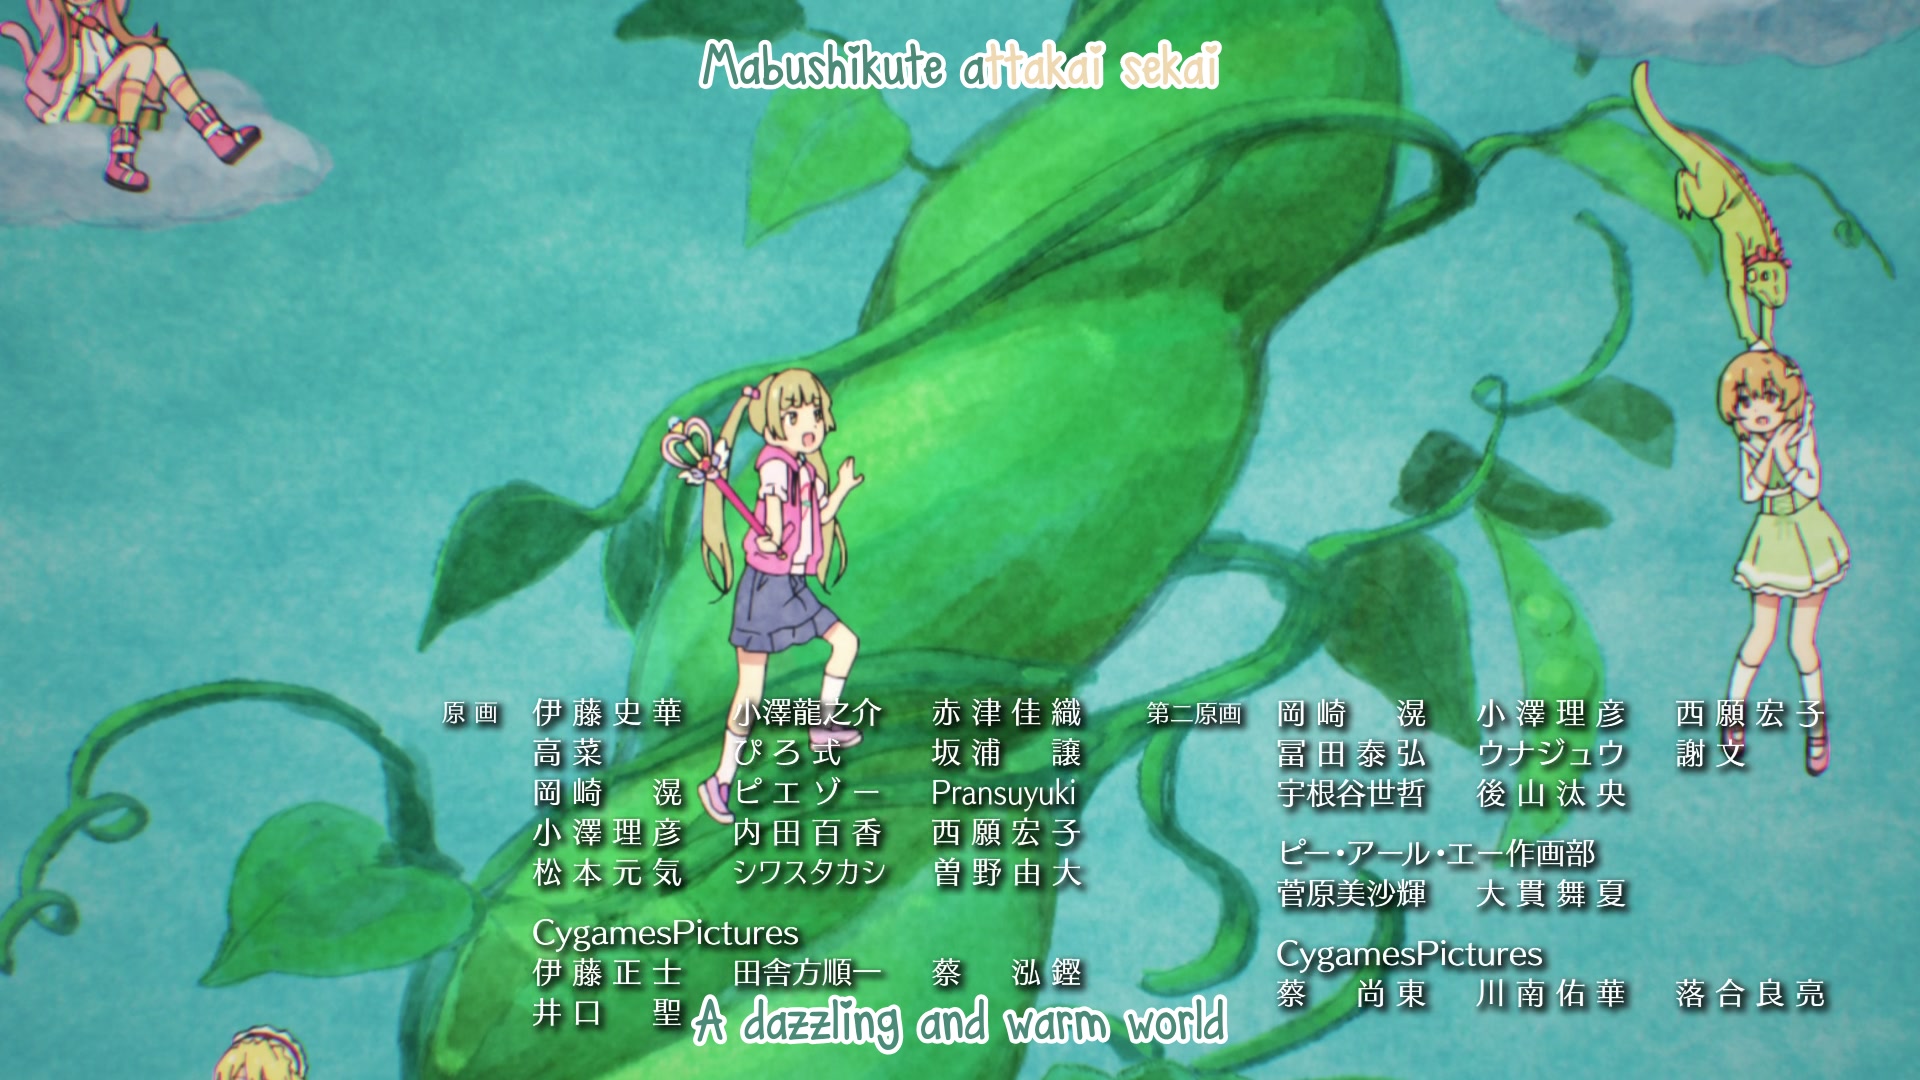 Mabushikute attakai sekai
原画 伊藤史華 小澤龍之介 赤津佳織
高菜 ぴろ式 坂浦 譲
岡崎 滉 ピエゾー Pransuyuki
小澤理彦 内田百香 西願宏子
松本元気 シワスタカシ 曽野由大
CygamesPictures
伊藤正士 田舎方順一 蔡 泓鏗
井口 聖
第二原画 岡崎 滉 小澤理彦 西願宏子
冨田泰弘 ウナジュウ 謝文
宇根谷世哲 後山汰央
ピー・アール・エー作画部
菅原美沙輝 大貫舞夏
CygamesPictures
蔡 尚東 川南佑華 落合良亮
A dazzling and warm world